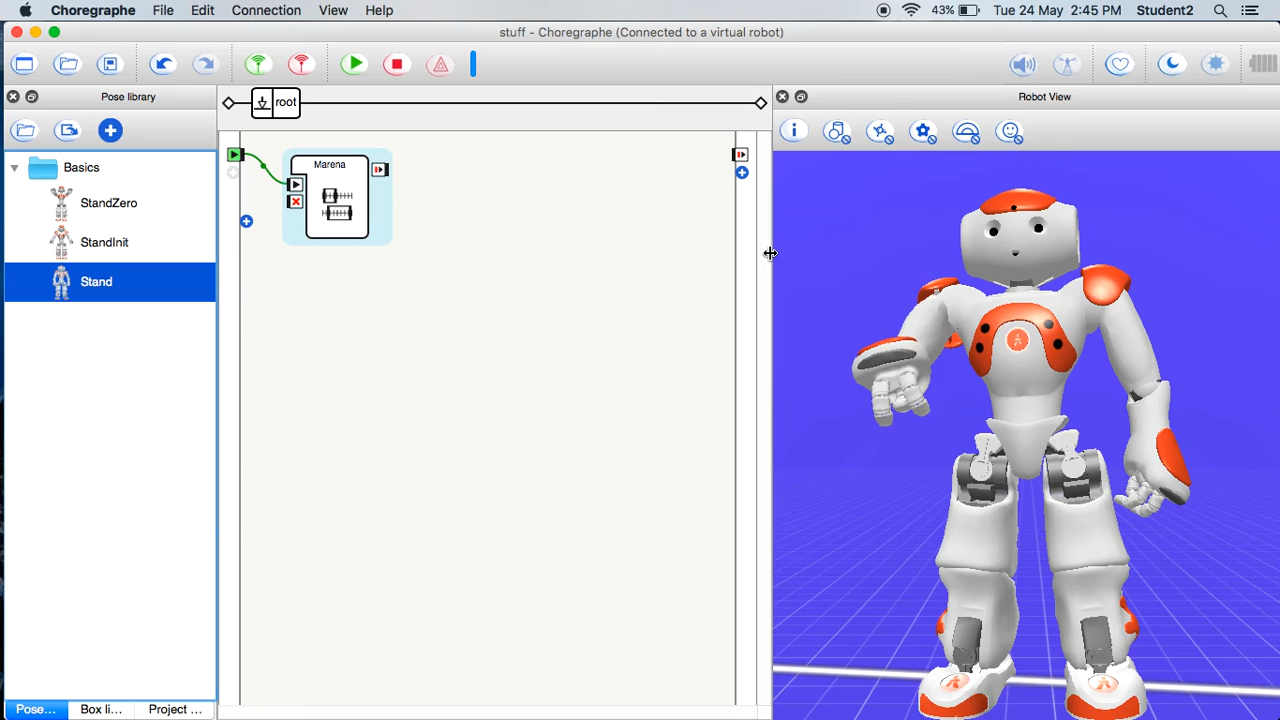 Choregraphe File Edit Connection View Help 43% Tue 24 May 2:45 PM Student2
stuff - Choregraphe (Connected to a virtual robot)
Pose library
Robot View
root
Basics
StandZero
StandInit
Stand
Marena
Pose... Box li... Project ...